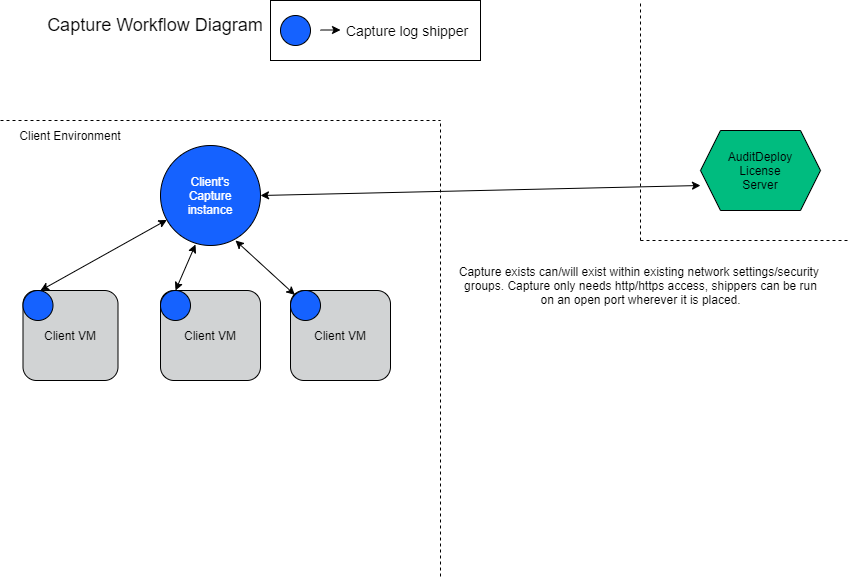 Capture Workflow Diagram
Capture log shipper
Client Environment
Client's
Capture
instance
AuditDeploy
License
Server
Capture exists can/will exist within existing network settings/security
groups. Capture only needs http/https access, shippers can be run
on an open port wherever it is placed.
Client VM
Client VM
Client VM